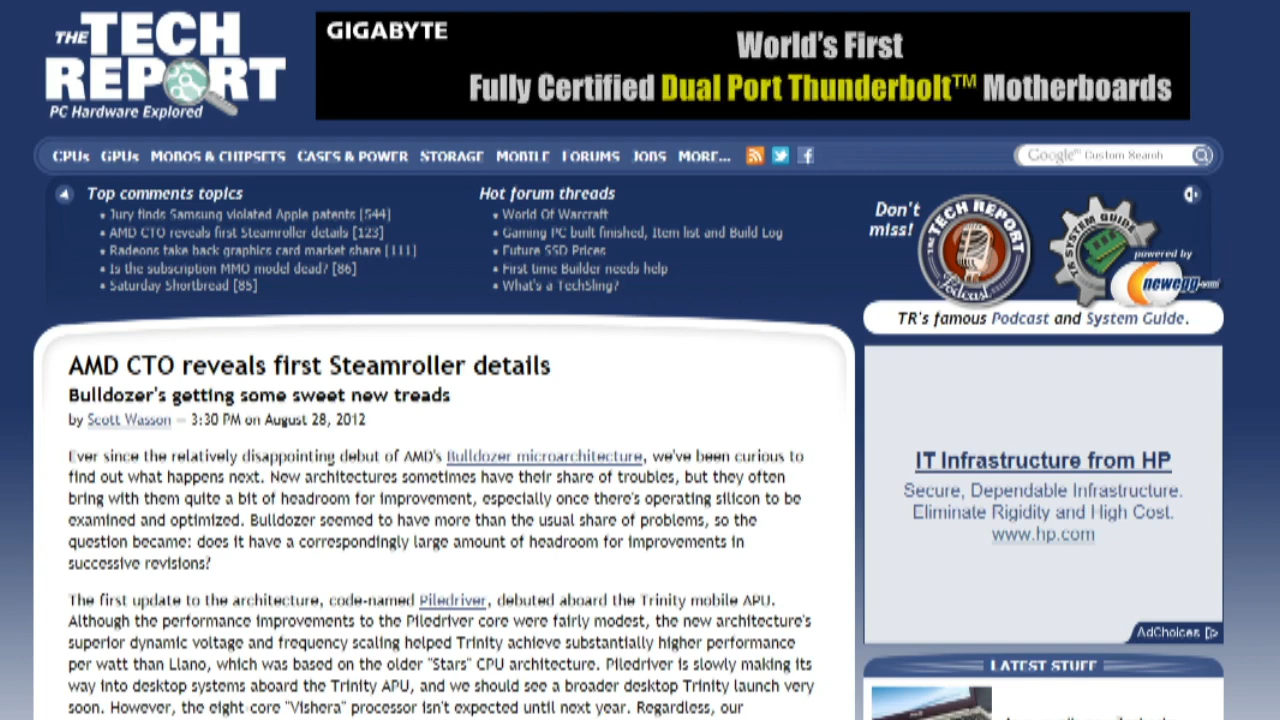 THE TECH REPORT
PC Hardware Explored
GIGABYTE
World's First
Fully Certified Dual Port Thunderbolt™ Motherboards
CPUs GPUs MOBOS & CHIPSETS CASES & POWER STORAGE MOBILE FORUMS JOBS MORE...
Google™ Custom Search
Top comments topics
• Jury finds Samsung violated Apple patents [544]
• AMD CTO reveals first Steamroller details [123]
• Radeons take back graphics card market share [111]
• Is the subscription MMO model dead? [86]
• Saturday Shortbread [85]
Hot forum threads
• World Of Warcraft
• Gaming PC built finished, Item list and Build Log
• Future SSD Prices
• First time Builder needs help
• What's a TechSling?
Don't
miss!
THE TECH REPORT
Podcast
TR SYSTEM GUIDE
powered by
newegg.com
TR's famous Podcast and System Guide.
AMD CTO reveals first Steamroller details
Bulldozer's getting some sweet new treads
by Scott Wasson — 3:30 PM on August 28, 2012
Ever since the relatively disappointing debut of AMD's Bulldozer microarchitecture, we've been curious to
find out what happens next. New architectures sometimes have their share of troubles, but they often
bring with them quite a bit of headroom for improvement, especially once there's operating silicon to be
examined and optimized. Bulldozer seemed to have more than the usual share of problems, so the
question became: does it have a correspondingly large amount of headroom for improvements in
successive revisions?
The first update to the architecture, code-named Piledriver, debuted aboard the Trinity mobile APU.
Although the performance improvements to the Piledriver core were fairly modest, the new architecture's
superior dynamic voltage and frequency scaling helped Trinity achieve substantially higher performance
per watt than Llano, which was based on the older "Stars" CPU architecture. Piledriver is slowly making its
way into desktop systems aboard the Trinity APU, and we should see a broader desktop Trinity launch very
soon. However, the eight-core "Vishera" processor isn't expected until next year. Regardless, our
IT Infrastructure from HP
Secure, Dependable Infrastructure.
Eliminate Rigidity and High Cost.
www.hp.com
AdChoices
LATEST STUFF